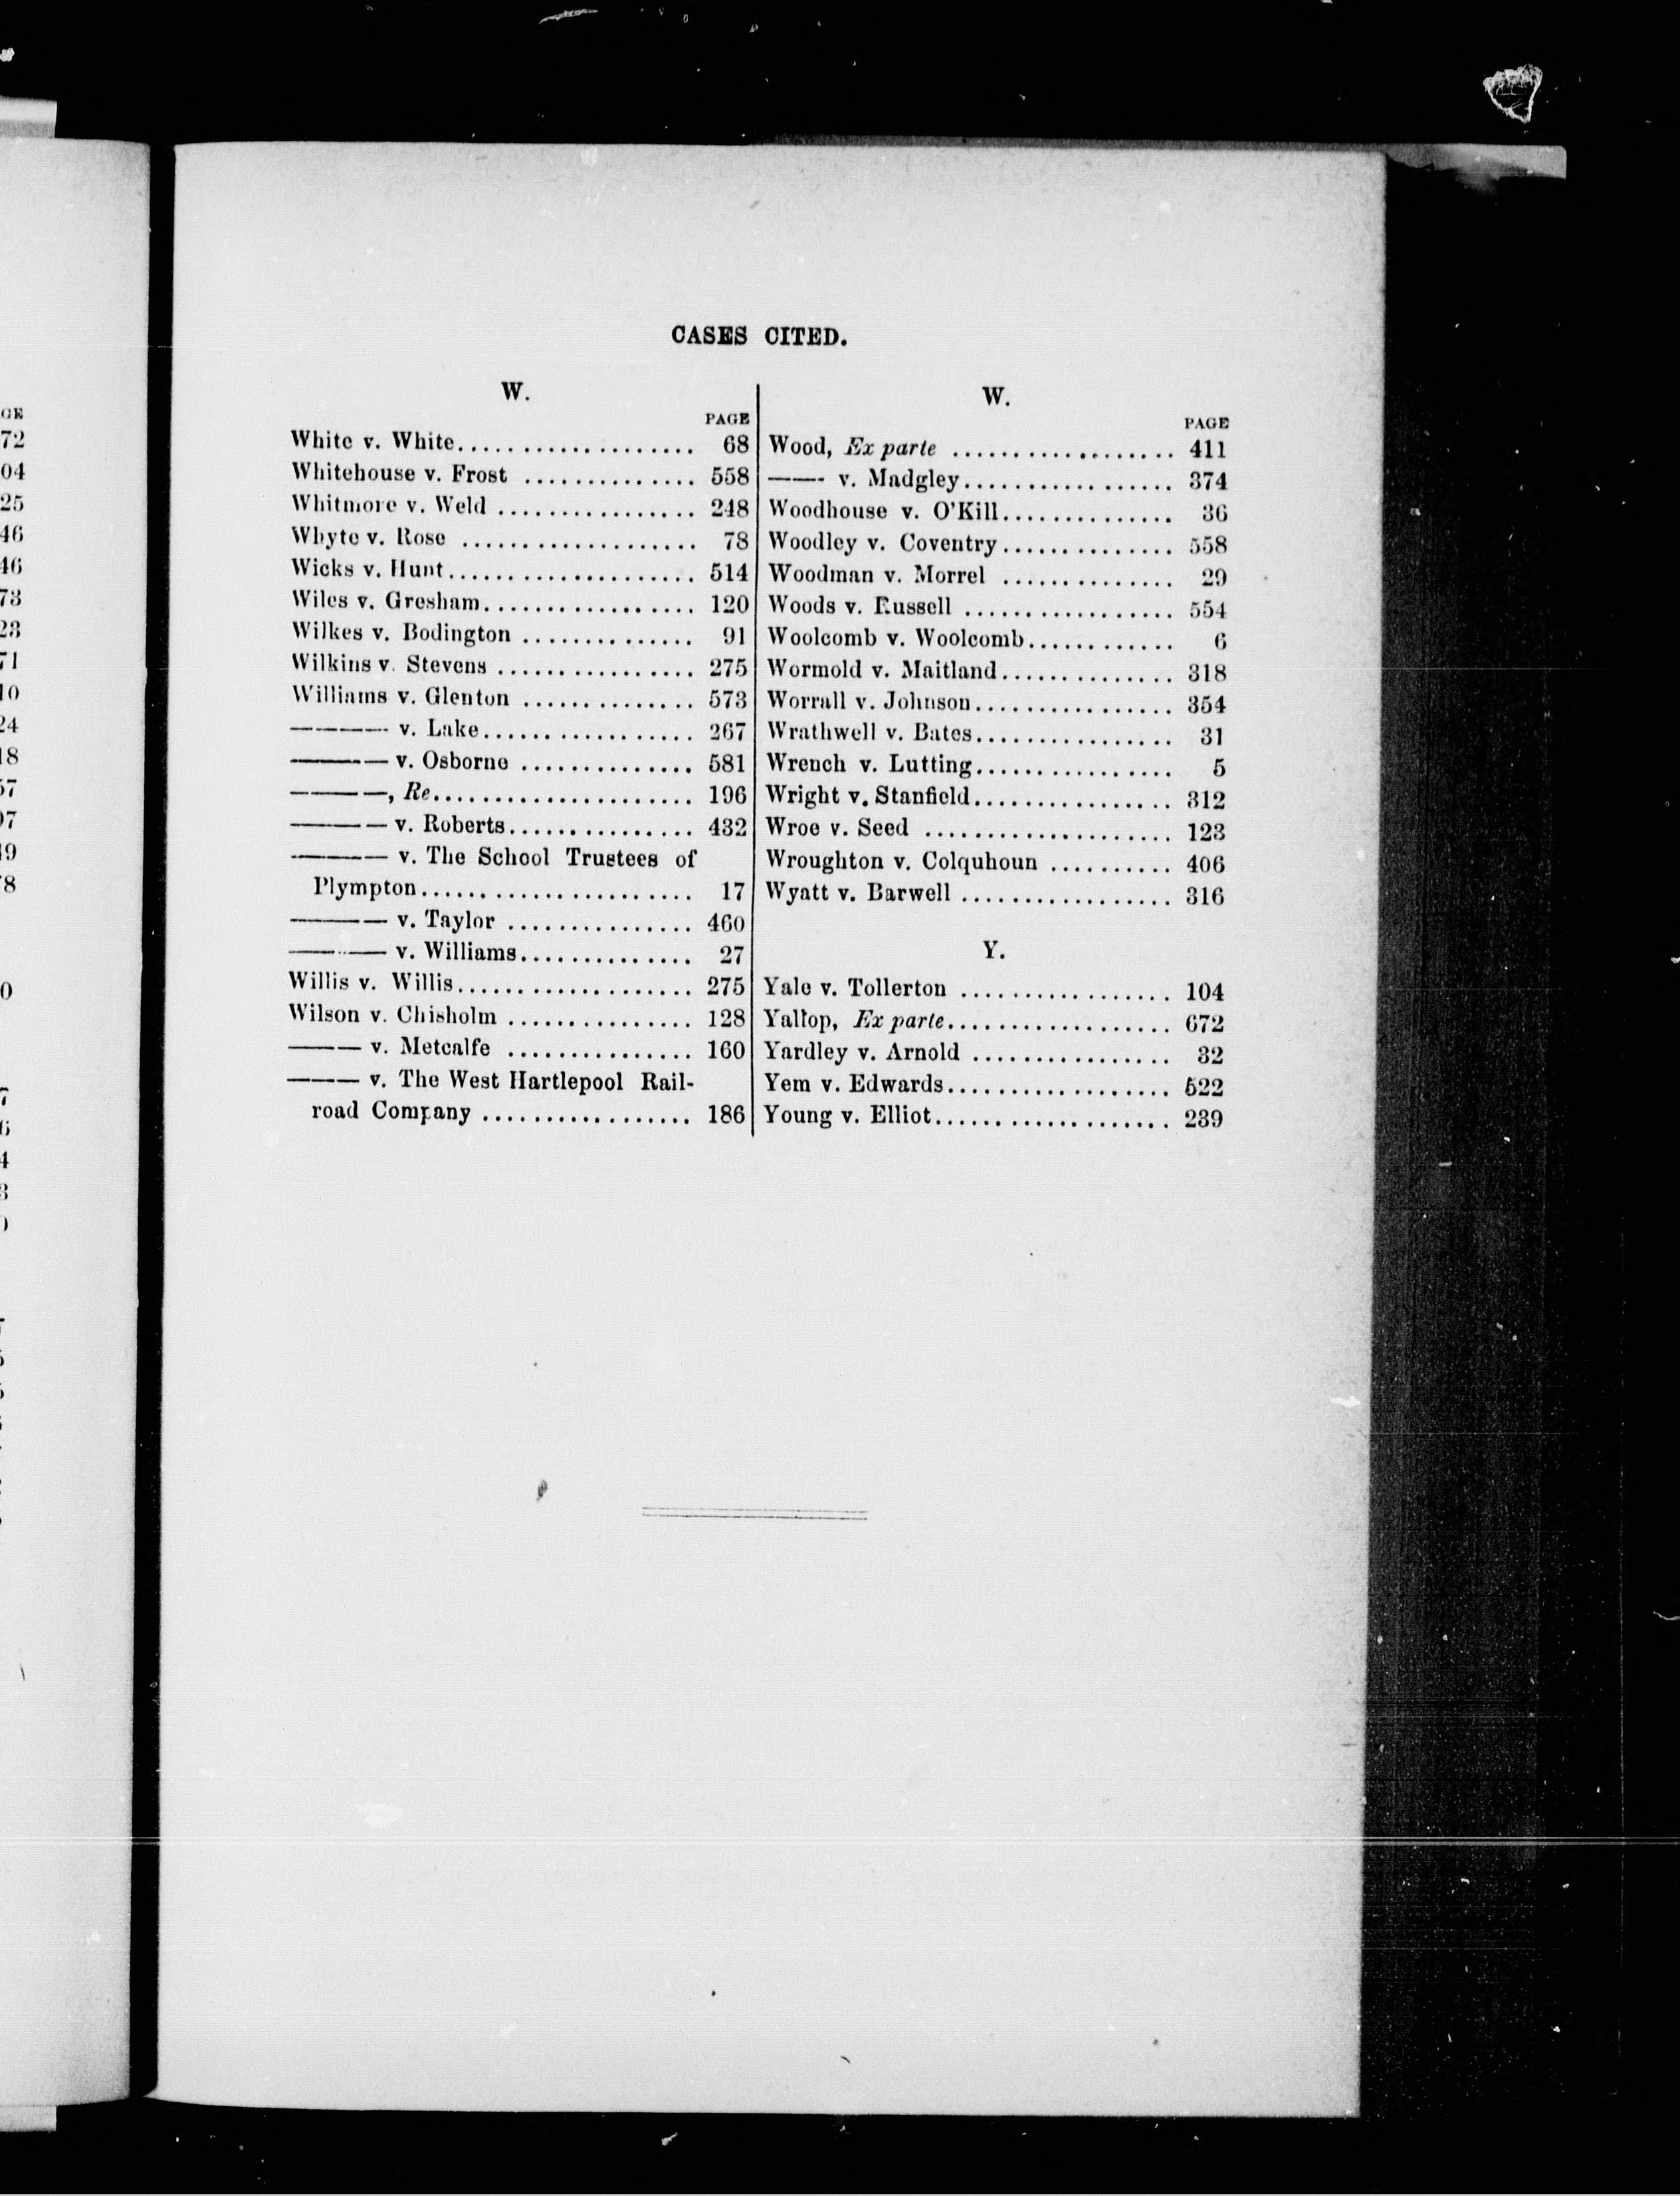 CASES CITED.
W.
PAGE
White v. White.................... 68
Whitehouse v. Frost .............. 558
Whitmore v. Weld ................. 248
Whyte v. Rose .................... 78
Wicks v. Hunt..................... 514
Wiles v. Gresham.................. 120
Wilkes v. Bodington .............. 91
Wilkins v. Stevens ................. 275
Williams v. Glenton .............. 573
——— v. Lake.................. 267
——— v. Osborne .............. 581
———, Re...................... 196
——— v. Roberts................ 432
——— v. The School Trustees of
Plympton....................... 17
——— v. Taylor ................ 460
——— v. Williams............... 27
Willis v. Willis.................... 275
Wilson v. Chisholm ................ 128
——— v. Metcalfe ................ 160
——— v. The West Hartlepool Rail-
road Company .................. 186
W.
PAGE
Wood, Ex parte ................... 411
—— v. Madgley.................. 374
Woodhouse v. O'Kill............... 36
Woodley v. Coventry.............. 558
Woodman v. Morrel ............... 29
Woods v. Russell .................. 554
Woolcomb v. Woolcomb............ 6
Wormold v. Maitland............... 318
Worrall v. Johnson................. 354
Wrathwell v. Bates................. 31
Wrench v. Lutting................. 5
Wright v. Stanfield................. 312
Wroe v. Seed ..................... 123
Wroughton v. Colquhoun .......... 406
Wyatt v. Barwell .................. 316
Y.
Yale v. Tollerton .................. 104
Yallop, Ex parte................... 672
Yardley v. Arnold ................. 32
Yem v. Edwards................... 522
Young v. Elliot.................... 239